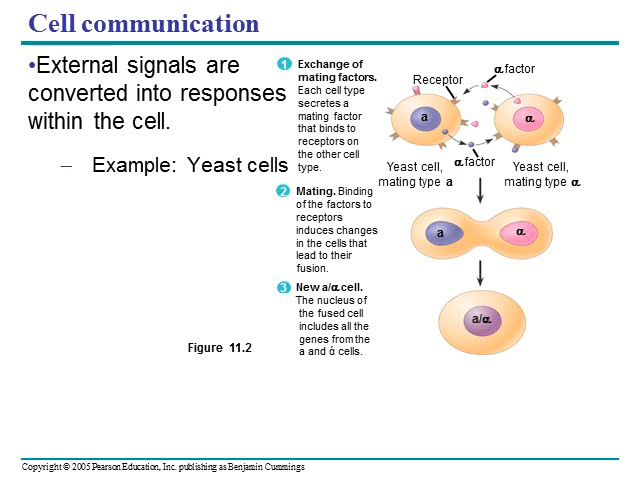 Cell communication
•External signals are
converted into responses
within the cell.
– Example: Yeast cells
1 Exchange of
mating factors.
Each cell type
secretes a
mating factor
that binds to
receptors on
the other cell
type.
2 Mating. Binding
of the factors to
receptors
induces changes
in the cells that
lead to their
fusion.
3 New a/α cell.
The nucleus of
the fused cell
includes all the
genes from the
a and ά cells.
Figure 11.2
α factor
Receptor
a
α
α factor
Yeast cell,
mating type a
Yeast cell,
mating type α
a
α
a/α
Copyright © 2005 Pearson Education, Inc. publishing as Benjamin Cummings